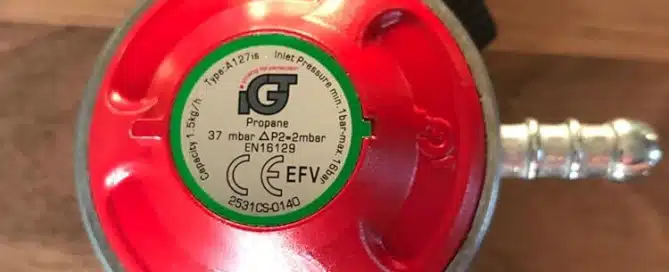 Capacity 1.5kg/h
Type:A127is
Inlet Pressure min.1bar-max.16bar
iGT
Propane
37 mbar △P2=2mbar
EN16129
CE EFV
2531CS-0140